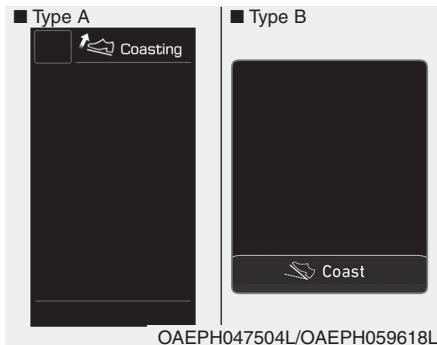 ■ Type A
■ Type B
Coasting
Coast
OAEPH047504L/OAEPH059618L